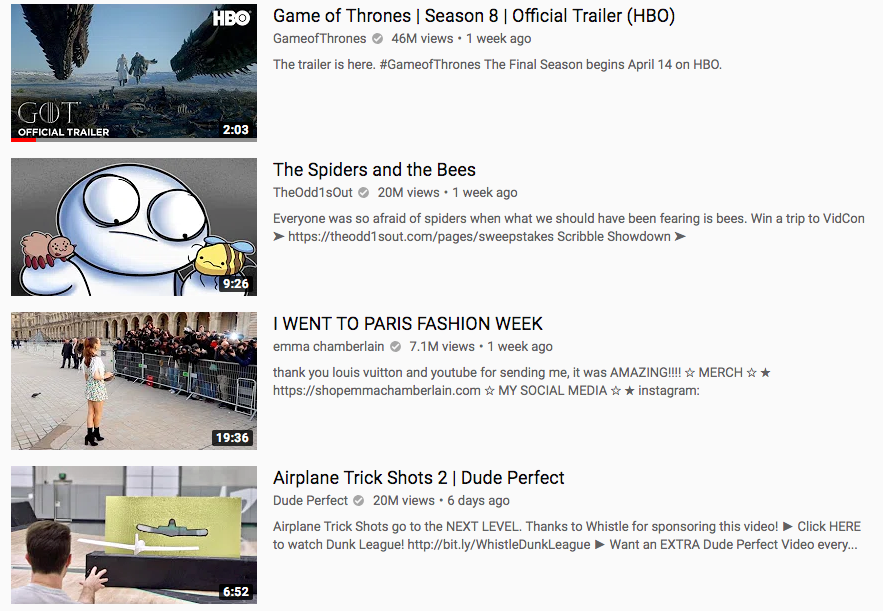 HBO
GOT
OFFICIAL TRAILER
2:03
Game of Thrones | Season 8 | Official Trailer (HBO)
GameofThrones 46M views • 1 week ago
The trailer is here. #GameofThrones The Final Season begins April 14 on HBO.
9:26
The Spiders and the Bees
TheOdd1sOut 20M views • 1 week ago
Everyone was so afraid of spiders when what we should have been fearing is bees. Win a trip to VidCon
➤ https://theodd1sout.com/pages/sweepstakes Scribble Showdown ➤
19:36
I WENT TO PARIS FASHION WEEK
emma chamberlain 7.1M views • 1 week ago
thank you louis vuitton and youtube for sending me, it was AMAZING!!!! ☆ MERCH ☆ ★
https://shopemmachamberlain.com ☆ MY SOCIAL MEDIA ☆ ★ instagram:
6:52
Airplane Trick Shots 2 | Dude Perfect
Dude Perfect 20M views • 6 days ago
Airplane Trick Shots go to the NEXT LEVEL. Thanks to Whistle for sponsoring this video! ► Click HERE
to watch Dunk League! http://bit.ly/WhistleDunkLeague ► Want an EXTRA Dude Perfect Video every...